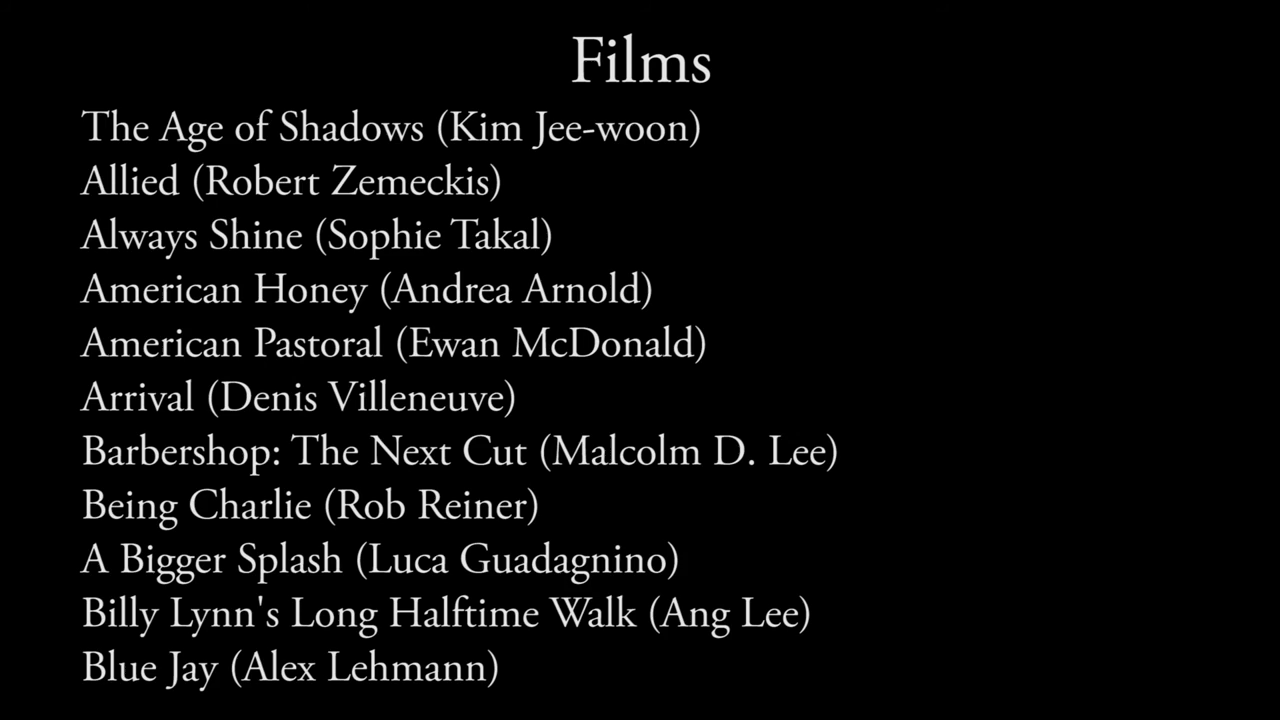 Films
The Age of Shadows (Kim Jee-woon)
Allied (Robert Zemeckis)
Always Shine (Sophie Takal)
American Honey (Andrea Arnold)
American Pastoral (Ewan McDonald)
Arrival (Denis Villeneuve)
Barbershop: The Next Cut (Malcolm D. Lee)
Being Charlie (Rob Reiner)
A Bigger Splash (Luca Guadagnino)
Billy Lynn's Long Halftime Walk (Ang Lee)
Blue Jay (Alex Lehmann)